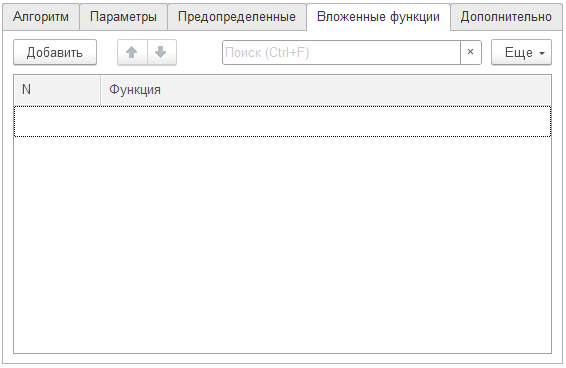 Алгоритм Параметры Предопределенные Вложенные функции Дополнительно
Добавить Поиск (Ctrl+F) × Еще
N Функция